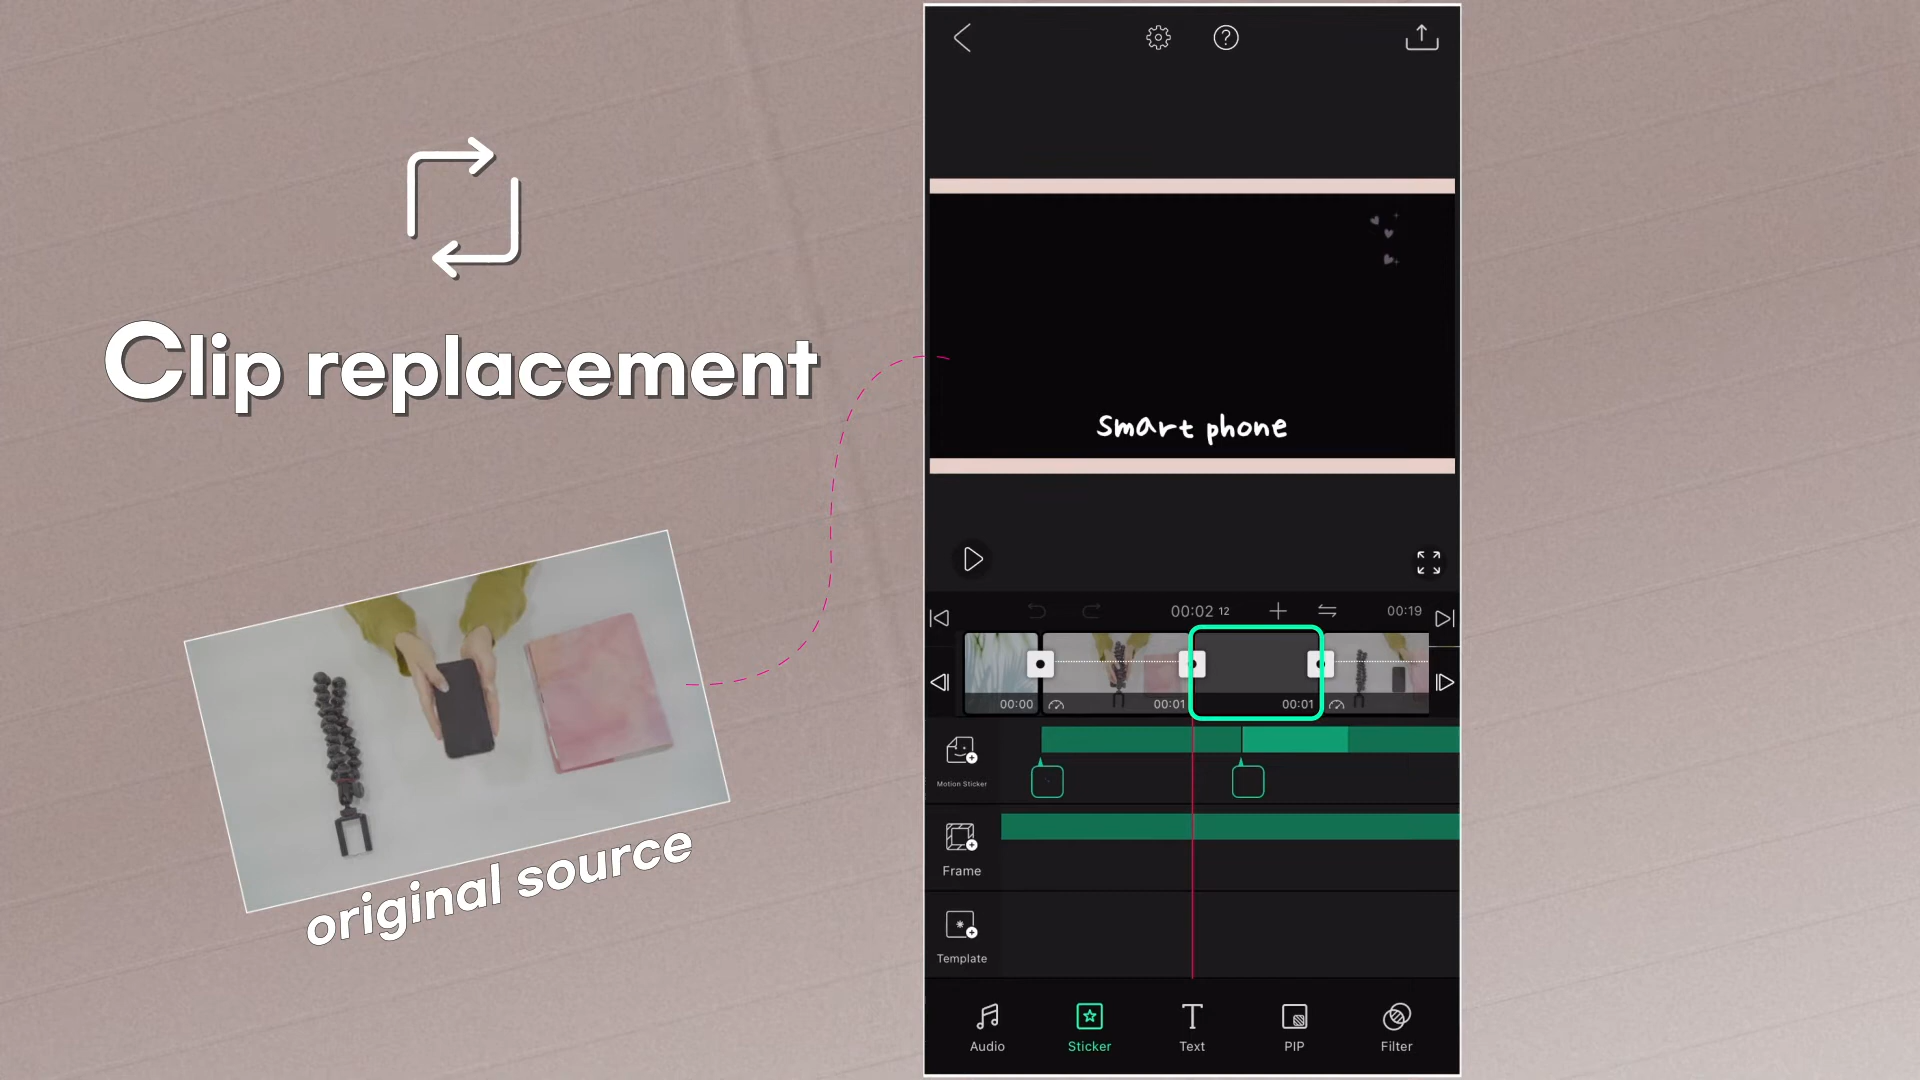 Clip replacement
original source
smart phone
00:02 12
00:19
00:00
00:01
00:01
Motion Sticker
Frame
Template
Audio
Sticker
Text
PIP
Filter